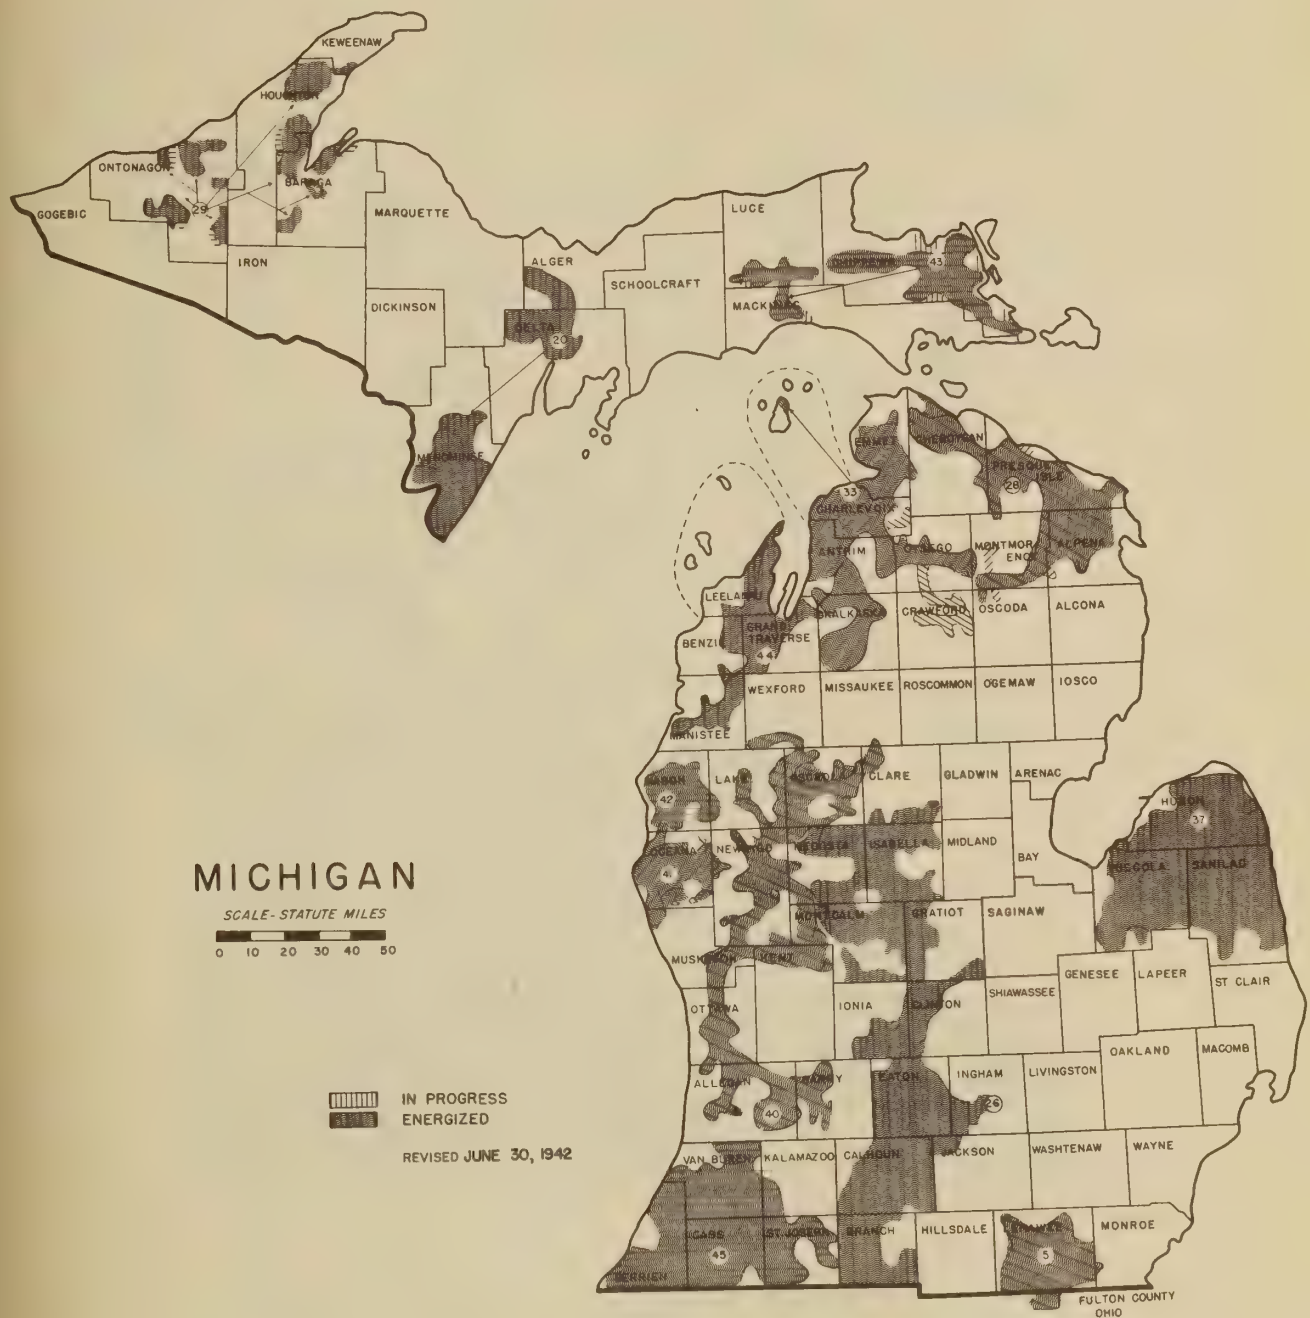 KEWEENAW
HOUGHTON
ONTONAGON
BARAGA
29
GOGEBIC
MARQUETTE
IRON
DICKINSON
ALGER
SCHOOLCRAFT
LUCE
CHIPPEWA
43
MACKINAC
DELTA
20
MENOMINEE
EMMET
CHEBOYGAN
PRESQUE
ISLE
28
33
CHARLEVOIX
ANTRIM
OTSEGO
MONTMOR
ENCY
ALPENA
LEELANAU
KALKASKA
CRAWFORD
OSCODA
ALCONA
BENZIE
GRAND
TRAVERSE
44
WEXFORD
MISSAUKEE
ROSCOMMON
OGEMAW
IOSCO
MANISTEE
MASON
42
LAKE
OSCEOLA
CLARE
GLADWIN
ARENAC
HURON
37
OCEANA
41
NEWAYGO
MECOSTA
ISABELLA
MIDLAND
BAY
TUSCOLA
SANILAC
MICHIGAN
SCALE - STATUTE MILES
0 10 20 30 40 50
MONTCALM
GRATIOT
SAGINAW
MUSKEGON
KENT
GENESEE
LAPEER
ST CLAIR
OTTAWA
IONIA
CLINTON
SHIAWASSEE
OAKLAND
MACOMB
ALLEGAN
BARRY
40
EATON
INGHAM
26
LIVINGSTON
IN PROGRESS
ENERGIZED
REVISED JUNE 30, 1942
VAN BUREN
KALAMAZOO
CALHOUN
JACKSON
WASHTENAW
WAYNE
CASS
45
ST. JOSEPH
BRANCH
HILLSDALE
LENAWEE
5
MONROE
BERRIEN
FULTON COUNTY
OHIO